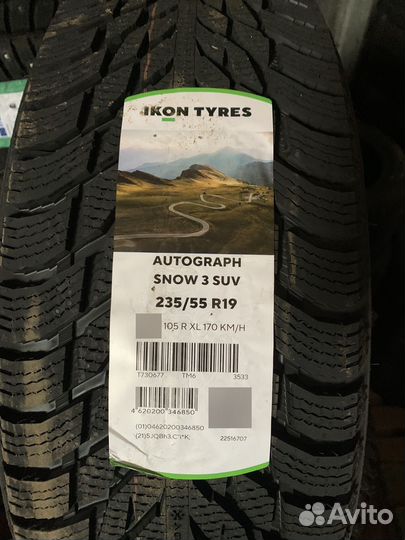 IKON TYRES
AUTOGRAPH
SNOW 3 SUV
235/55 R19
105 R XL 170 KM/H
T730677 TM6 3533
4 620200 346850
(01)04620200346850
22516707
Avito